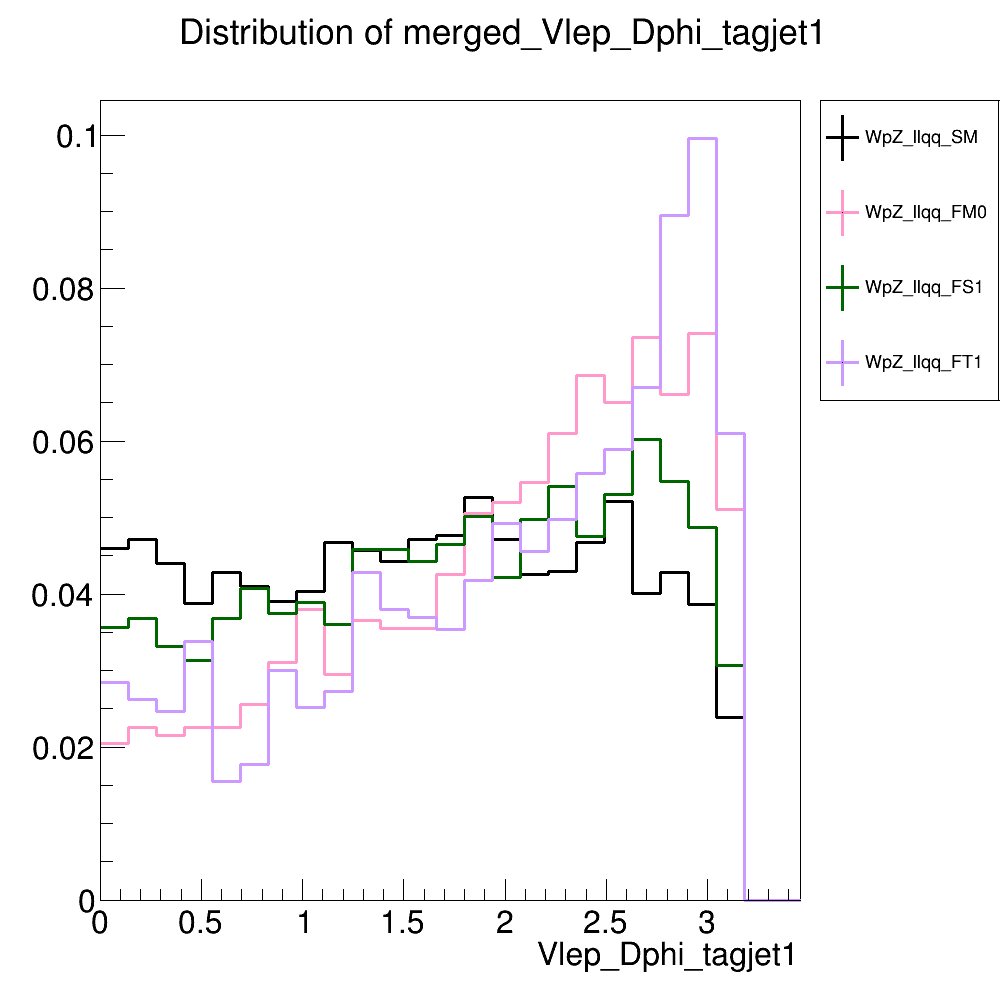 Distribution of merged_Vlep_Dphi_tagjet1
0.1
0.08
0.06
0.04
0.02
0
0 0.5 1 1.5 2 2.5 3
Vlep_Dphi_tagjet1
WpZ_llqq_SM
WpZ_llqq_FM0
WpZ_llqq_FS1
WpZ_llqq_FT1